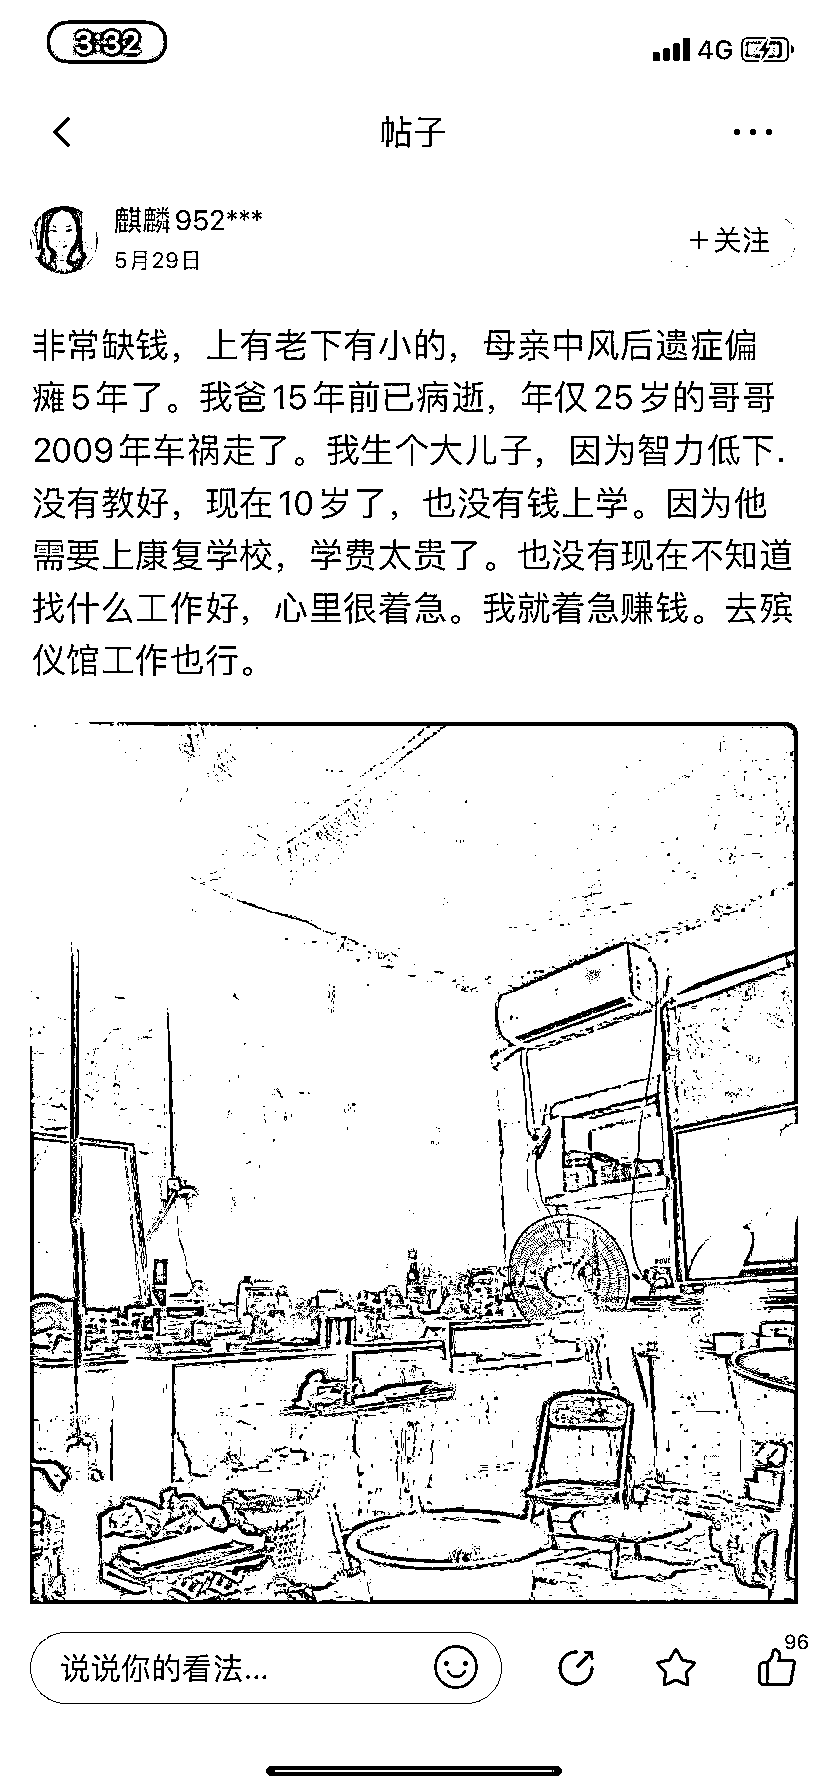 3:32
4G
帖子
麒麟952***
5月29日
+关注
非常缺钱，上有老下有小的，母亲中风后遗症偏
瘫5年了。我爸15年前已病逝，年仅25岁的哥哥
2009年车祸走了。我生个大儿子，因为智力低下.
没有教好，现在10岁了，也没有钱上学。因为他
需要上康复学校，学费太贵了。也没有现在不知道
找什么工作好，心里很着急。我就着急赚钱。去殡
仪馆工作也行。
说说你的看法...
96